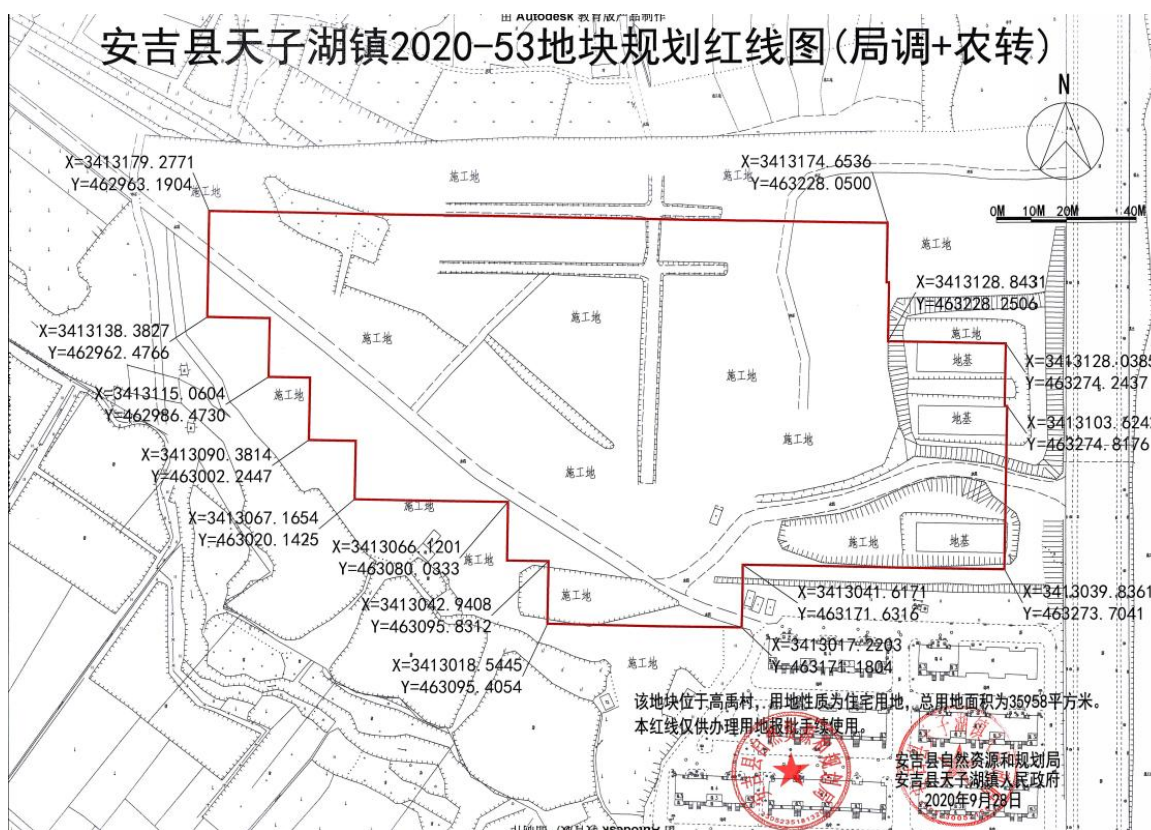 由 Autodesk 教育版产品制作
安吉县天子湖镇2020-53地块规划红线图(局调+农转)
N
X=3413179.2771
Y=462963.1904
施工地
施工地
施工地
X=3413174.6536
Y=463228.0500
0M 10M 20M 40M
施工地
X=3413128.8431
Y=463228.2506
X=3413138.3827
Y=462962.4766
施工地
施工地
施工地
地基
X=3413128.0385
Y=463274.2437
X=3413115.0604
Y=462986.4730
施工地
施工地
地基
X=3413103.6242
Y=463274.8176
施工地
X=3413090.3814
Y=463002.2447
施工地
X=3413067.1654
Y=463020.1425
施工地
X=3413066.1201
Y=463080.0333
施工地
施工地
地基
X=3413042.9408
Y=463095.8312
施工地
X=3413041.6171
Y=463171.6316
X=3413039.8361
Y=463273.7041
X=3413018.5445
Y=463095.4054
施工地
X=3413017.2203
Y=463171.1804
该地块位于高禹村，用地性质为住宅用地，总用地面积为35958平方米。
本红线仅供办理用地报批手续使用。
安吉县自然资源和规划局
安吉县天子湖镇人民政府
2020年9月28日